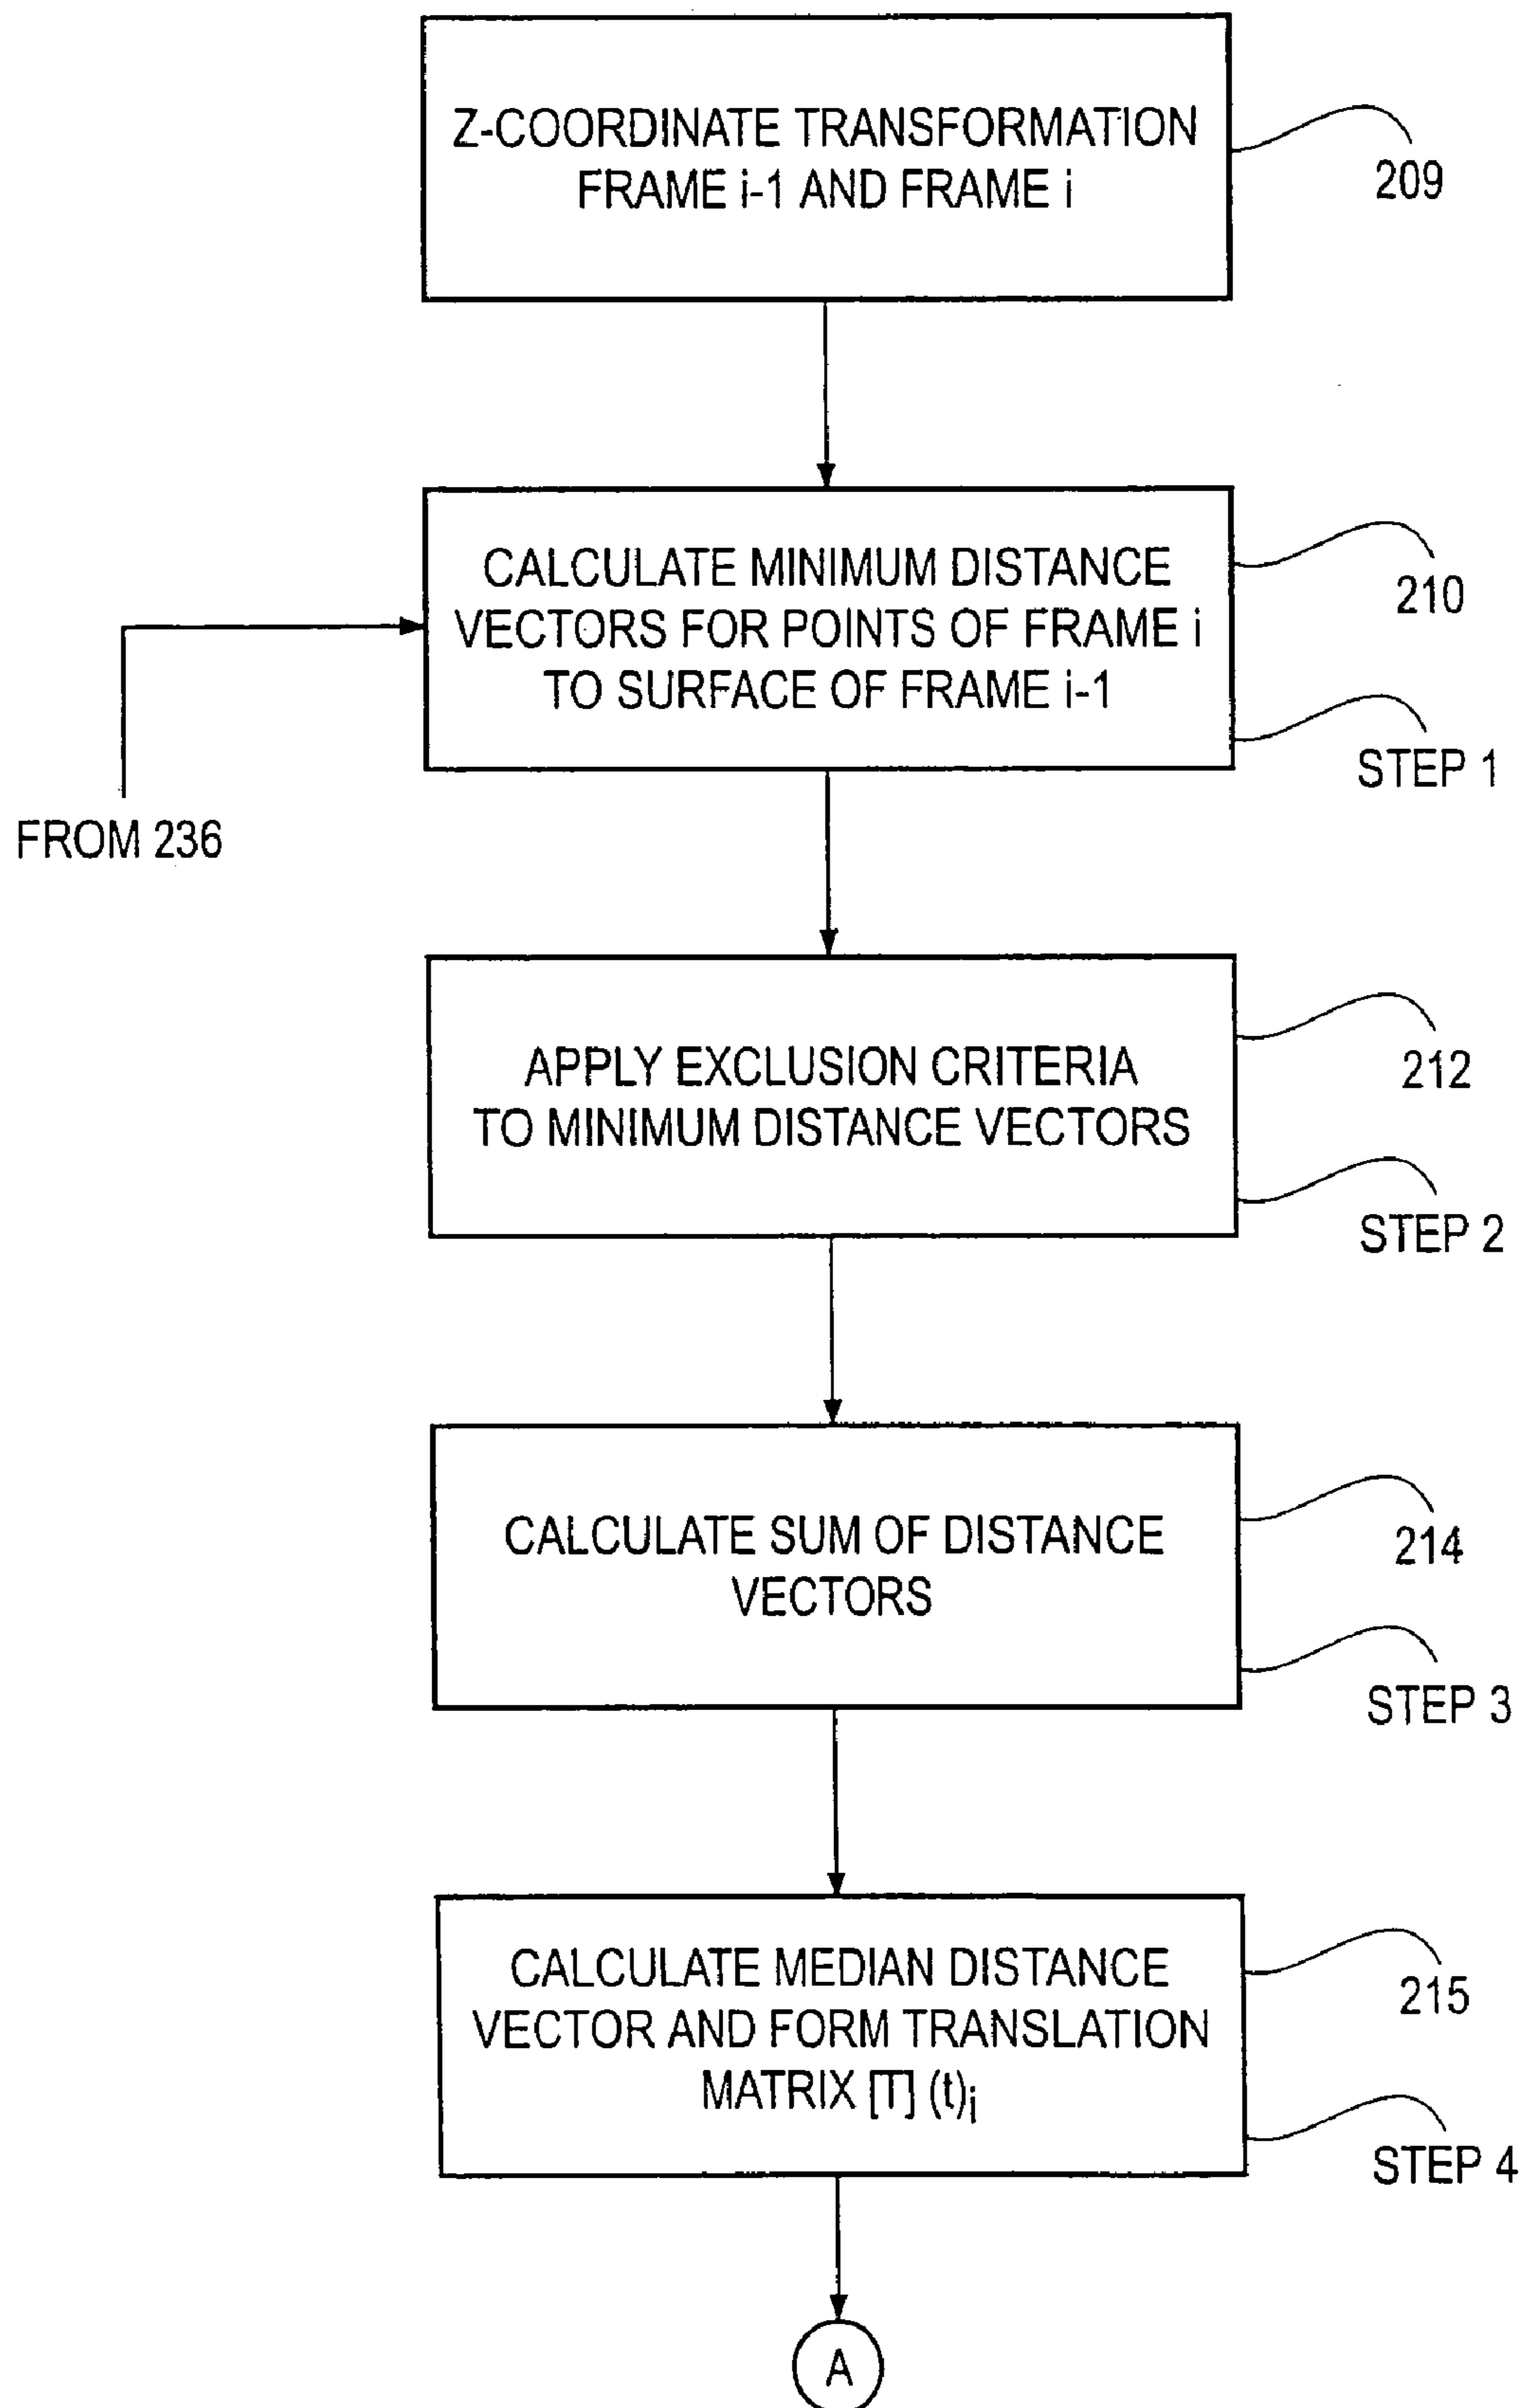 Z-COORDINATE TRANSFORMATION
FRAME i-1 AND FRAME i
209
CALCULATE MINIMUM DISTANCE
VECTORS FOR POINTS OF FRAME i
TO SURFACE OF FRAME i-1
210
STEP 1
FROM 236
APPLY EXCLUSION CRITERIA
TO MINIMUM DISTANCE VECTORS
212
STEP 2
CALCULATE SUM OF DISTANCE
VECTORS
214
STEP 3
CALCULATE MEDIAN DISTANCE
VECTOR AND FORM TRANSLATION
MATRIX [T] (t)i
215
STEP 4
A